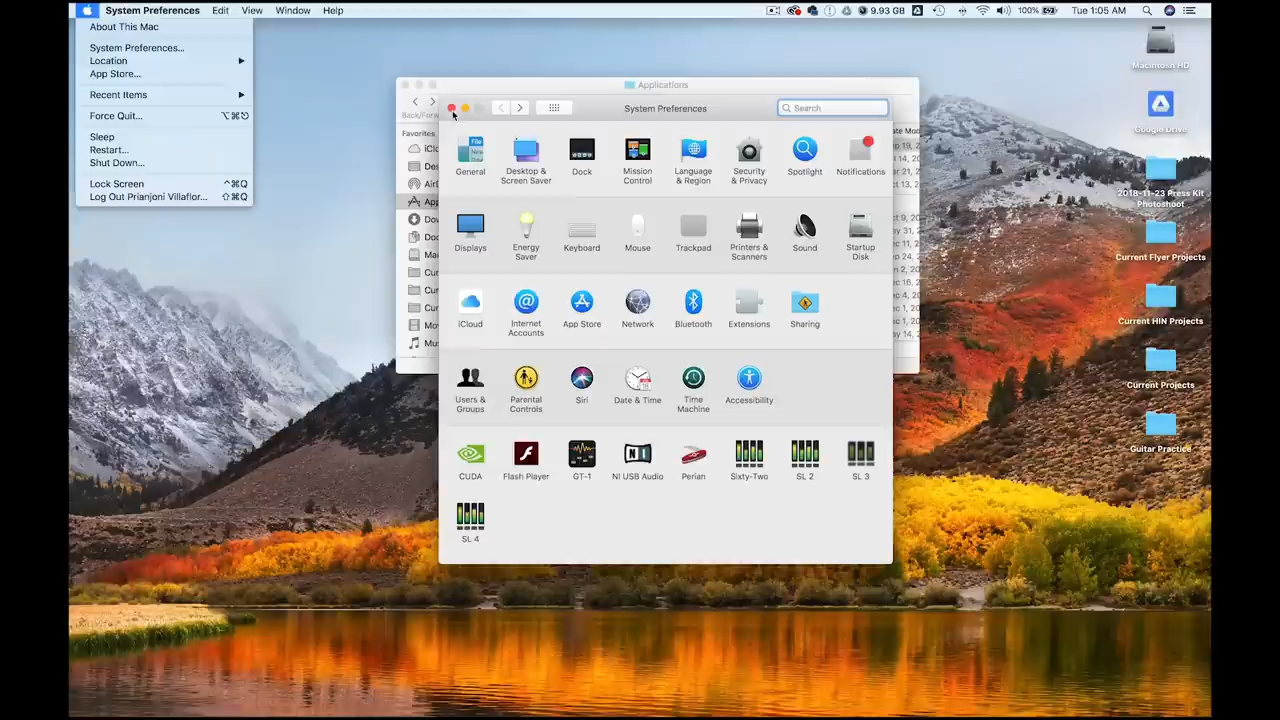 System Preferences Edit View Window Help
9.93 GB 100% Tue 1:05 AM
About This Mac
System Preferences...
Location
App Store...
Recent Items
Force Quit... ⌥⌘⎋
Sleep
Restart...
Shut Down...
Lock Screen ^⌘Q
Log Out Prianjoni Villaflor... ⇧⌘Q
Applications
Favorites
System Preferences
Search
General
Desktop & Screen Saver
Dock
Mission Control
Language & Region
Security & Privacy
Spotlight
Notifications
Displays
Energy Saver
Keyboard
Mouse
Trackpad
Printers & Scanners
Sound
Startup Disk
iCloud
Internet Accounts
App Store
Network
Bluetooth
Extensions
Sharing
Users & Groups
Parental Controls
Siri
Date & Time
Time Machine
Accessibility
CUDA
Flash Player
GT-1
NI USB Audio
Perian
Sixty-Two
SL 2
SL 3
SL 4
Macintosh HD
Google Drive
2018-11-23 Press Kit Photoshoot
Current Flyer Projects
Current HIN Projects
Current Projects
Guitar Practice